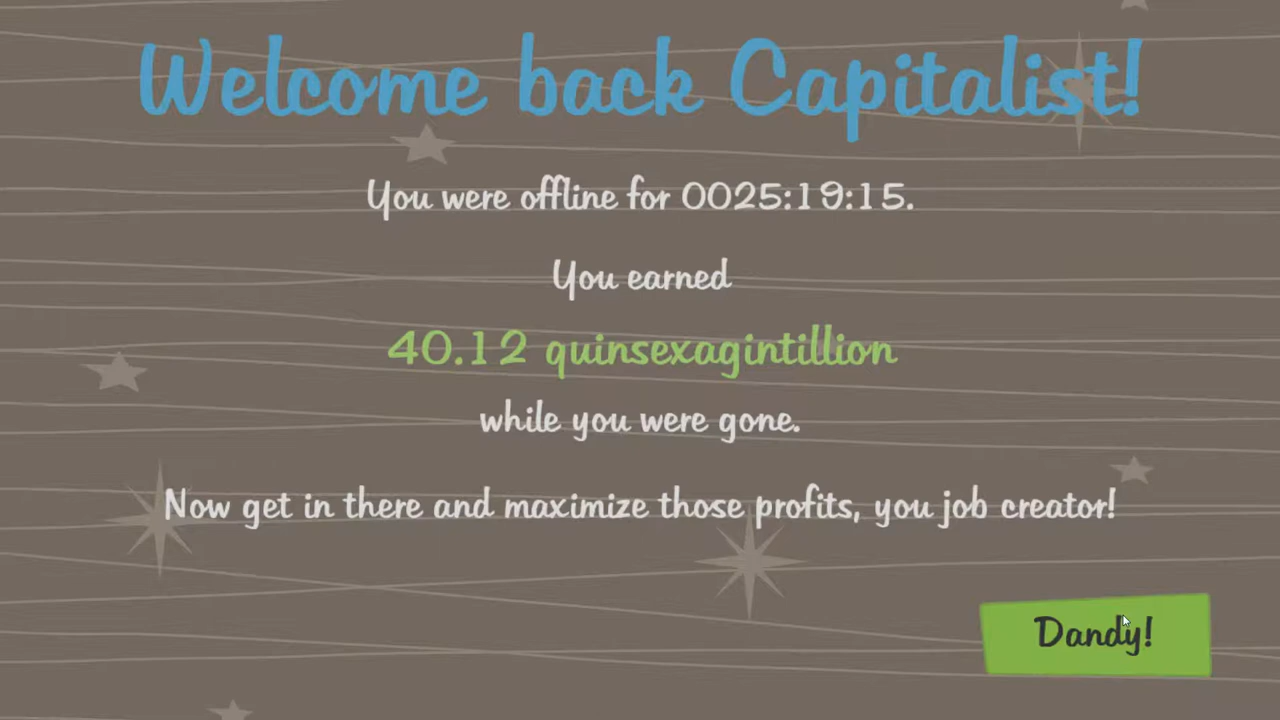 Welcome back Capitalist!
You were offline for 0025:19:15.
You earned
40.12 quinsexagintillion
while you were gone.
Now get in there and maximize those profits, you job creator!
Dandy!